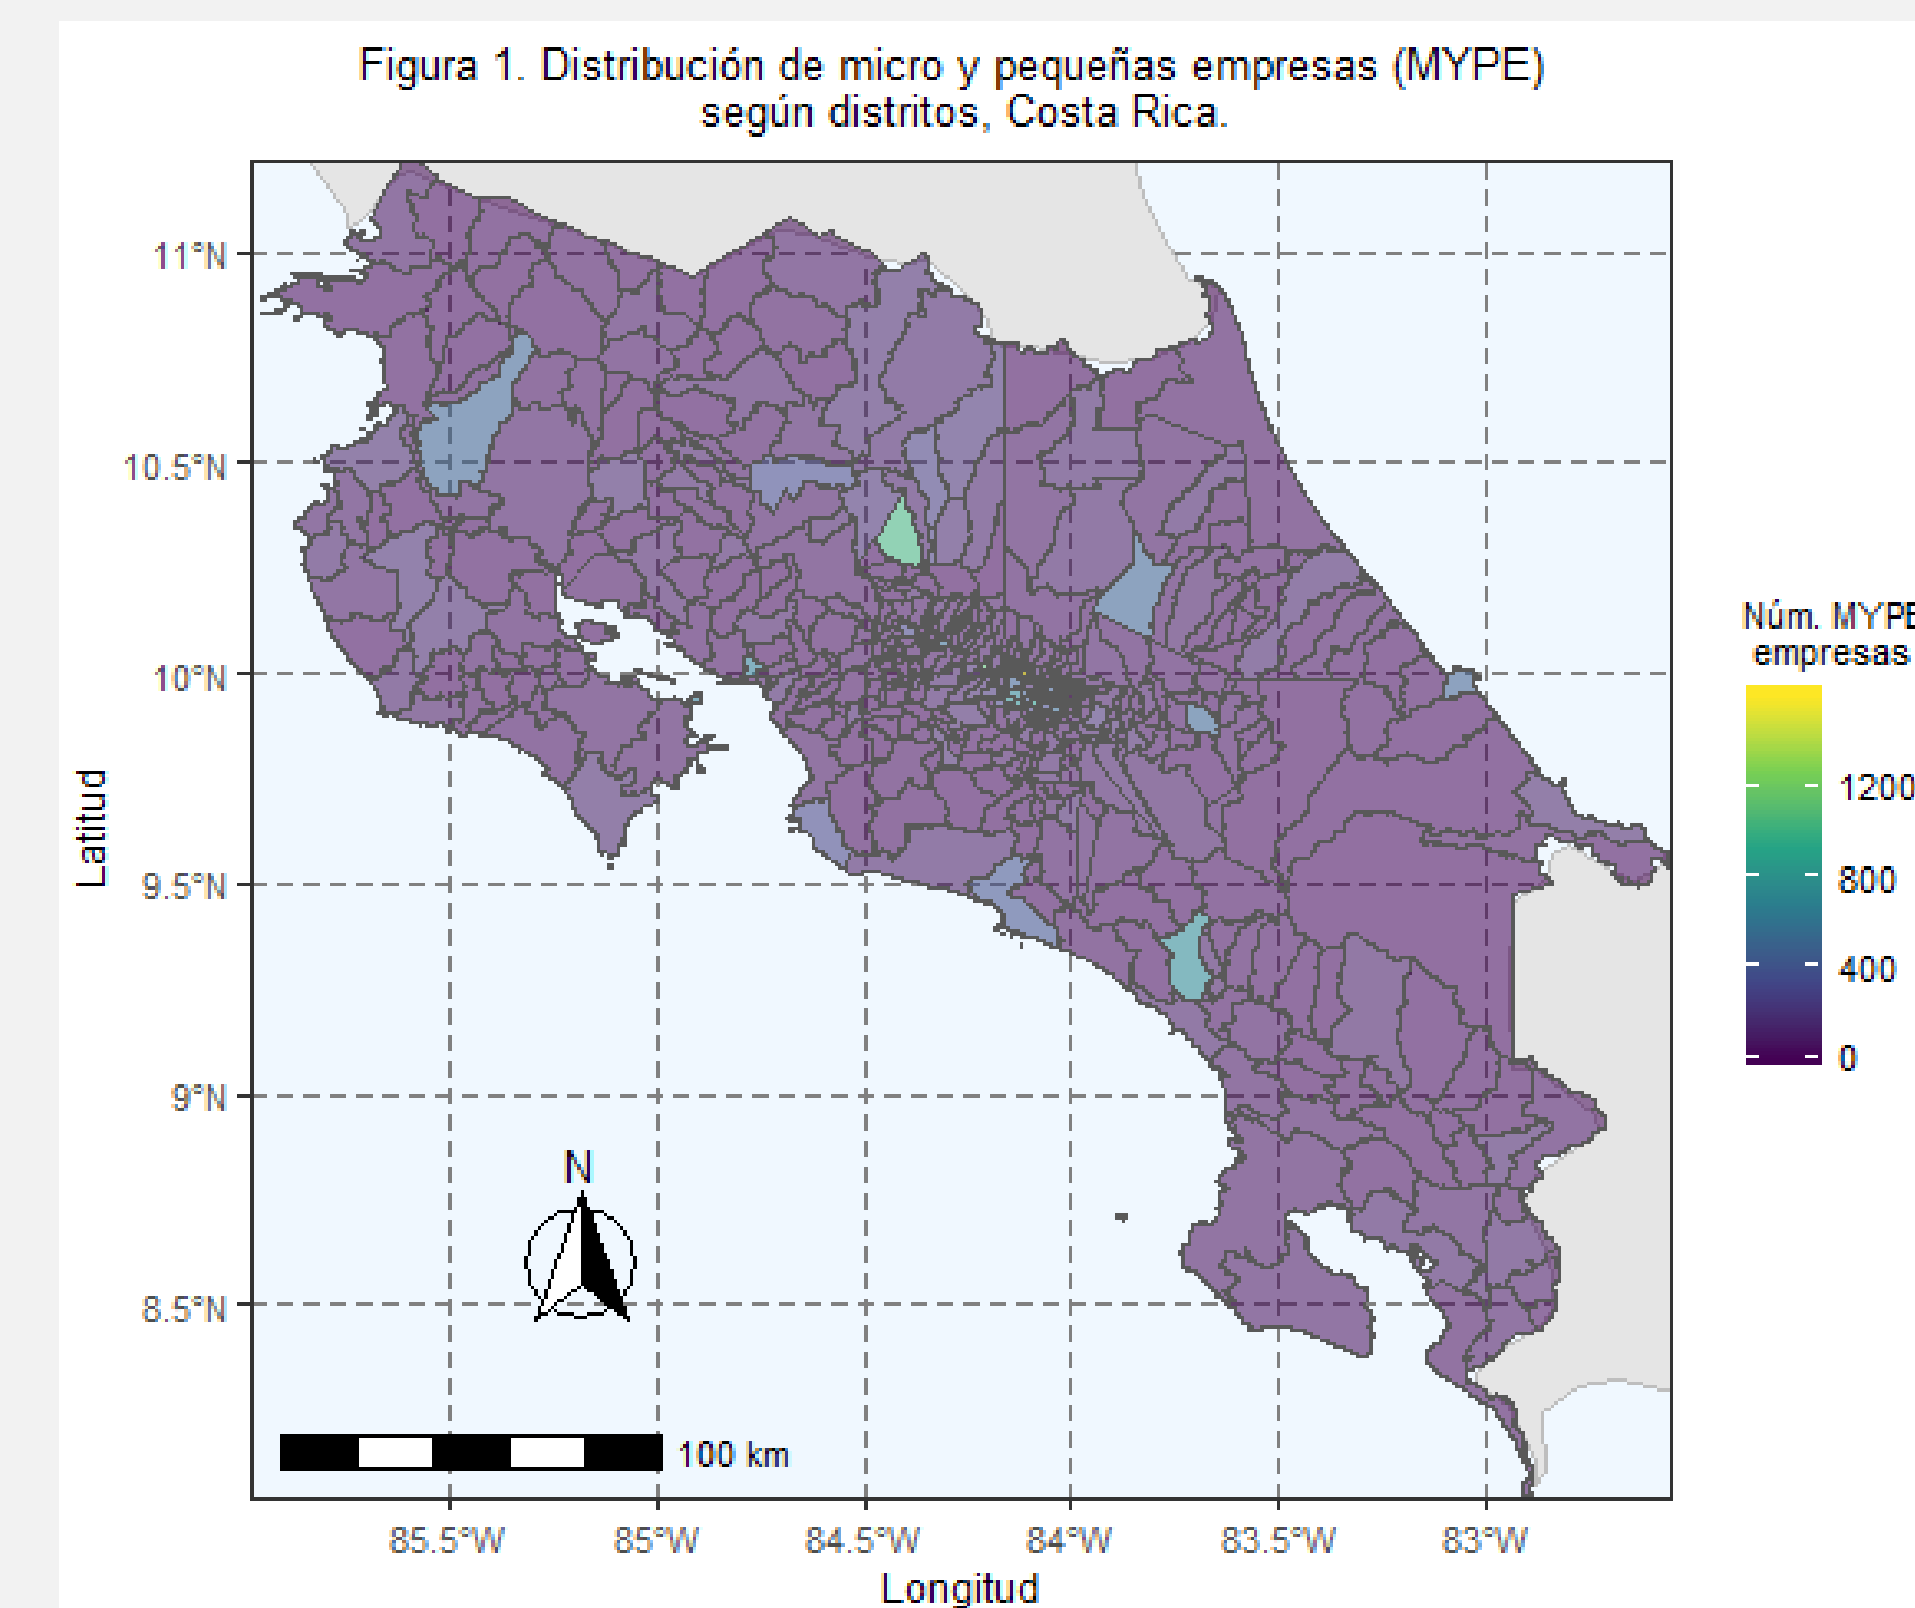 Figura 1. Distribución de micro y pequeñas empresas (MYPE)
según distritos, Costa Rica.
11°N
10.5°N
10°N
9.5°N
9°N
8.5°N
Latitud
N
100 km
85.5°W
85°W
84.5°W
84°W
83.5°W
83°W
Longitud
Núm. MYPE
empresas
1200
800
400
0